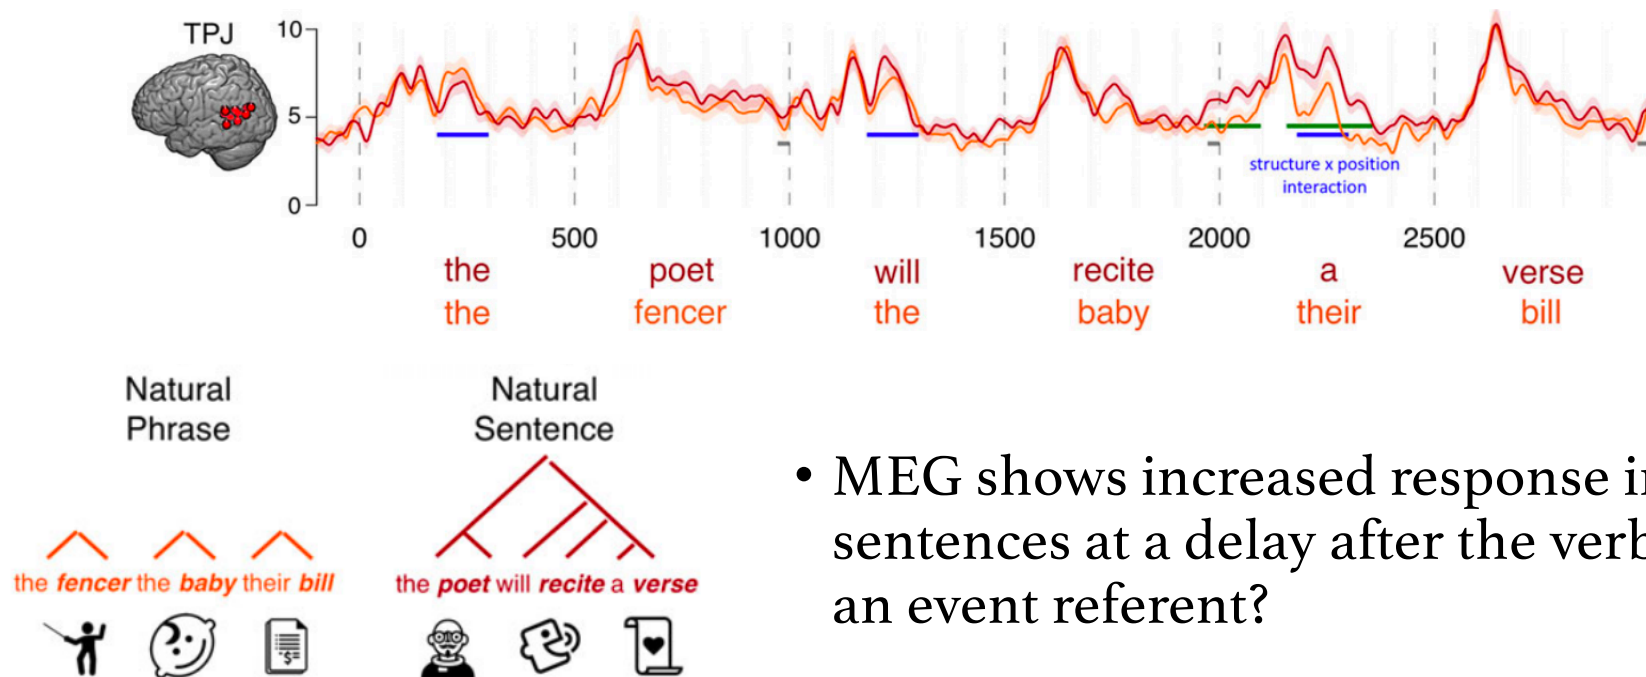 TPJ
10
5
0
structure x position
interaction
0 500 1000 1500 2000 2500
the poet will recite a verse
the fencer the baby their bill
Natural
Phrase
Natural
Sentence
the fencer the baby their bill
the poet will recite a verse
$=
• MEG shows increased response in
sentences at a delay after the verb
an event referent?